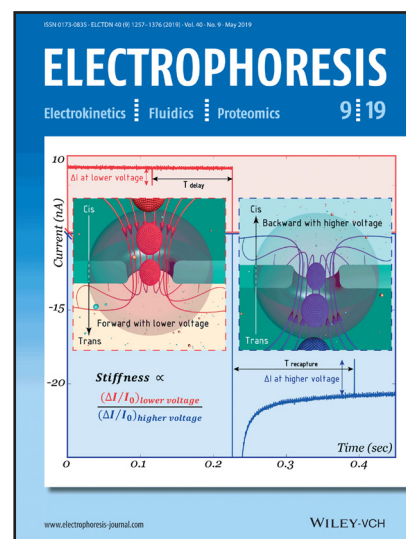 ISSN 0173-0835 · ELCTDN 40 (9) 1257–1376 (2019) · Vol. 40 · No. 9 · May 2019
ELECTROPHORESIS
Electrokinetics Fluidics Proteomics 9 19
10
ΔI at lower voltage
T delay
Current (nA)
Cis
Cis
Backward with higher voltage
-15
Forward with lower voltage
Trans
Trans
T recapture
Stiffness ∝
ΔI at higher voltage
-20
(ΔI/I₀)lower voltage
(ΔI/I₀)higher voltage
Time (sec)
0 0.2 0.3 0.4
www.electrophoresis-journal.com WILEY-VCH